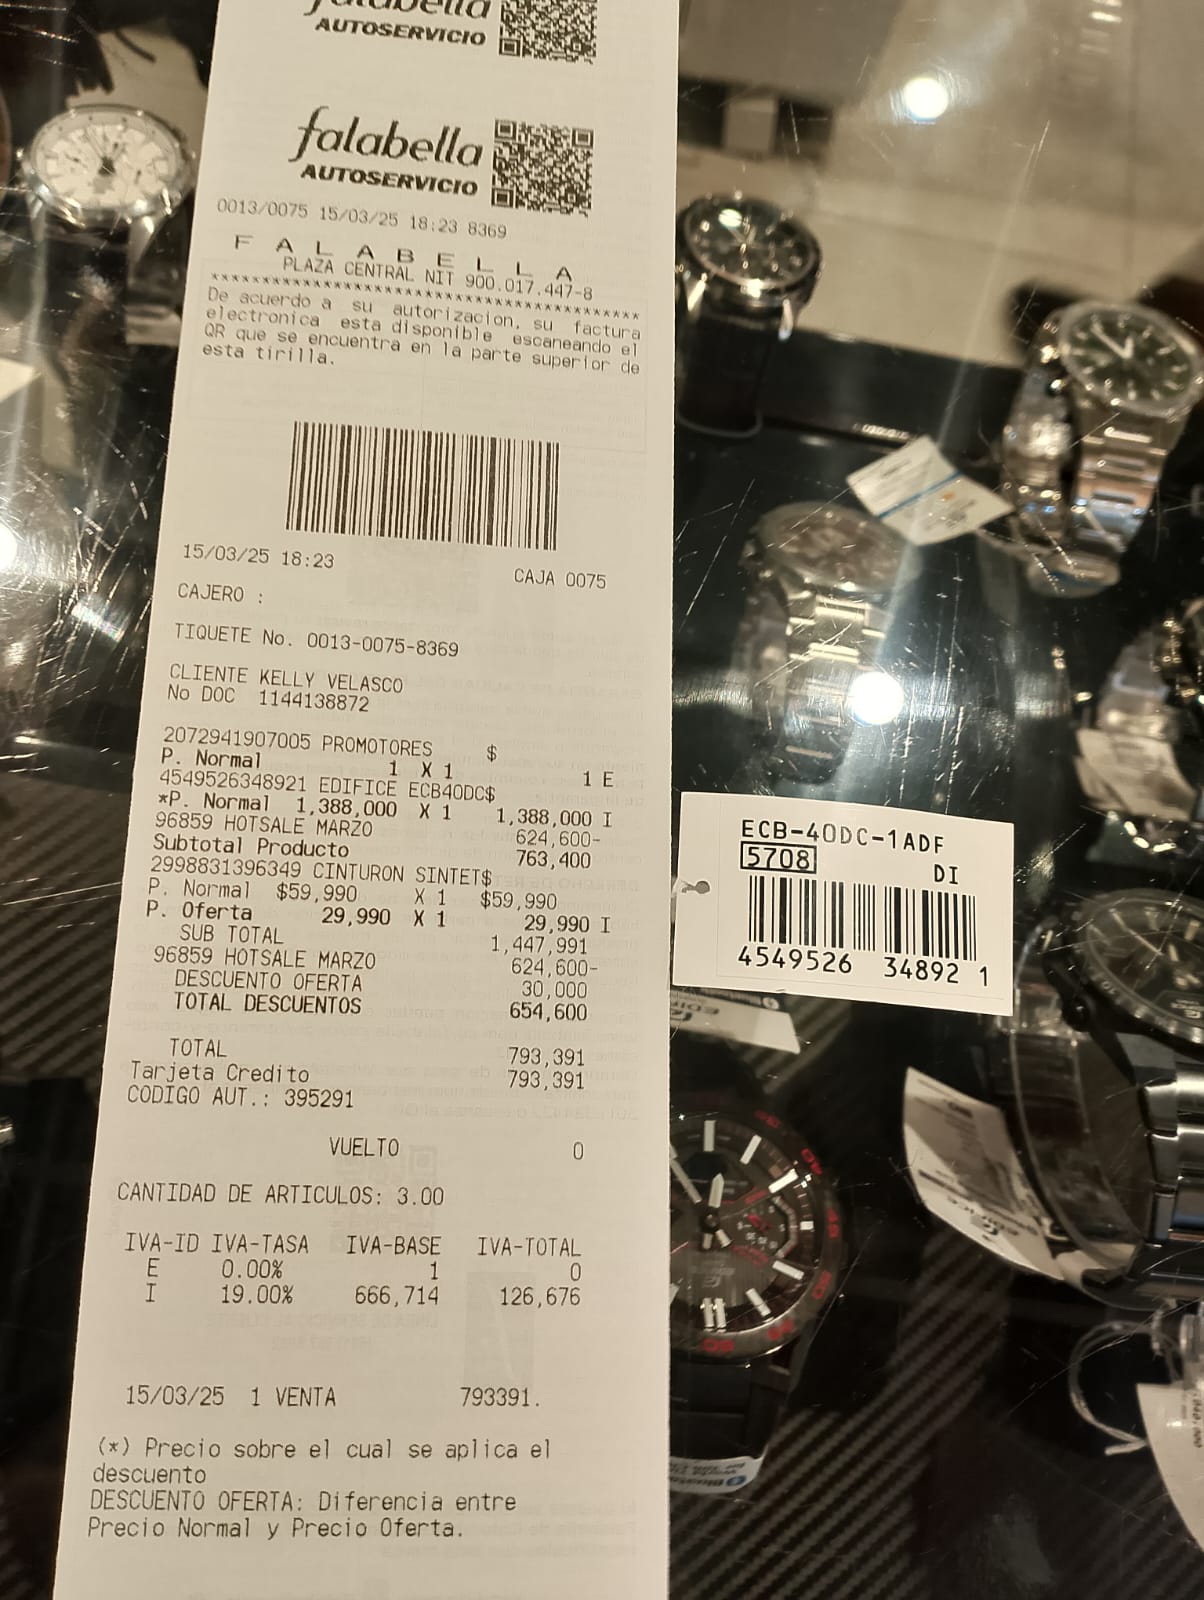 falabella
AUTOSERVICIO
falabella
AUTOSERVICIO
0013/0075 15/03/25 18:23 8369
F A L A B E L L A
PLAZA CENTRAL NIT 900.017.447-8
****************************************
De acuerdo a su autorizacion, su factura
electronica esta disponible escaneando el
QR que se encuentra en la parte superior de
esta tirilla.
15/03/25 18:23
CAJA 0075
CAJERO :
TIQUETE No. 0013-0075-8369
CLIENTE KELLY VELASCO
No DOC 1144138872
2072941907005 PROMOTORES $
P. Normal 1 X 1 1 E
4549526348921 EDIFICE ECB40DC$
*P. Normal 1,388,000 X 1 1,388,000 I
96859 HOTSALE MARZO 624,600-
Subtotal Producto 763,400
2998831396349 CINTURON SINTET$
P. Normal $59,990 X 1 $59,990
P. Oferta 29,990 X 1 29,990 I
SUB TOTAL 1,447,991
96859 HOTSALE MARZO 624,600-
DESCUENTO OFERTA 30,000
TOTAL DESCUENTOS 654,600
TOTAL 793,391
Tarjeta Credito 793,391
CODIGO AUT.: 395291
VUELTO 0
CANTIDAD DE ARTICULOS: 3.00
IVA-ID IVA-TASA IVA-BASE IVA-TOTAL
E 0.00% 1 0
I 19.00% 666,714 126,676
15/03/25 1 VENTA 793391.
(*) Precio sobre el cual se aplica el
descuento
DESCUENTO OFERTA: Diferencia entre
Precio Normal y Precio Oferta.
ECB-40DC-1ADF
5708 DI
4549526 34892 1